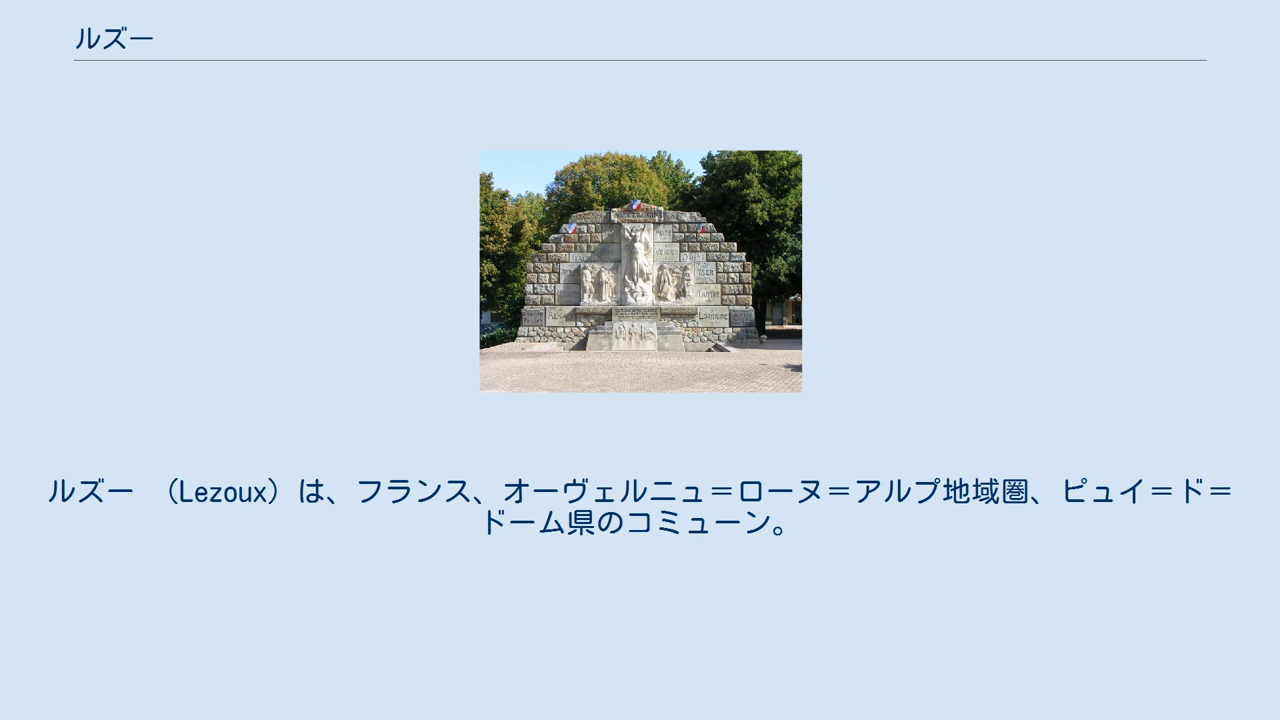 ルズー
YSER
LORRAINE
ルズー （Lezoux）は、フランス、オーヴェルニュ＝ローヌ＝アルプ地域圏、ピュイ＝ド＝
ドーム県のコミューン。